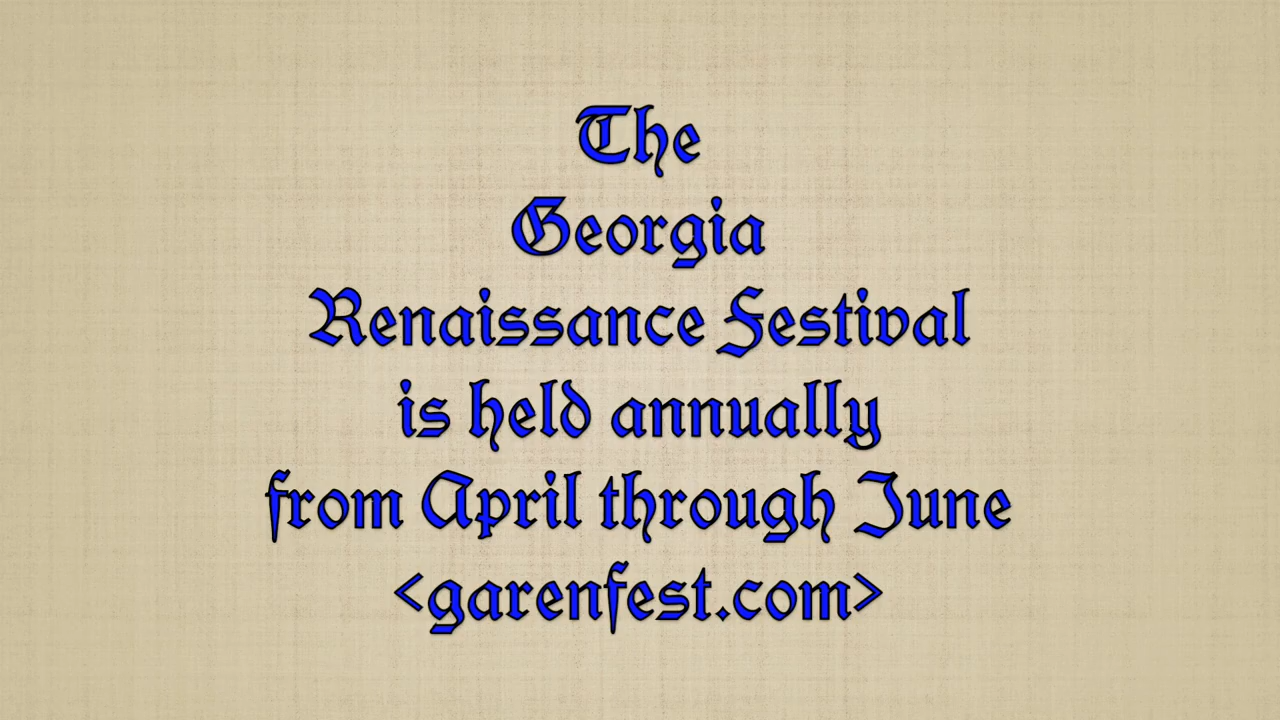 The
Georgia
Renaissance Festival
is held annually
from April through June
<garenfest.com>